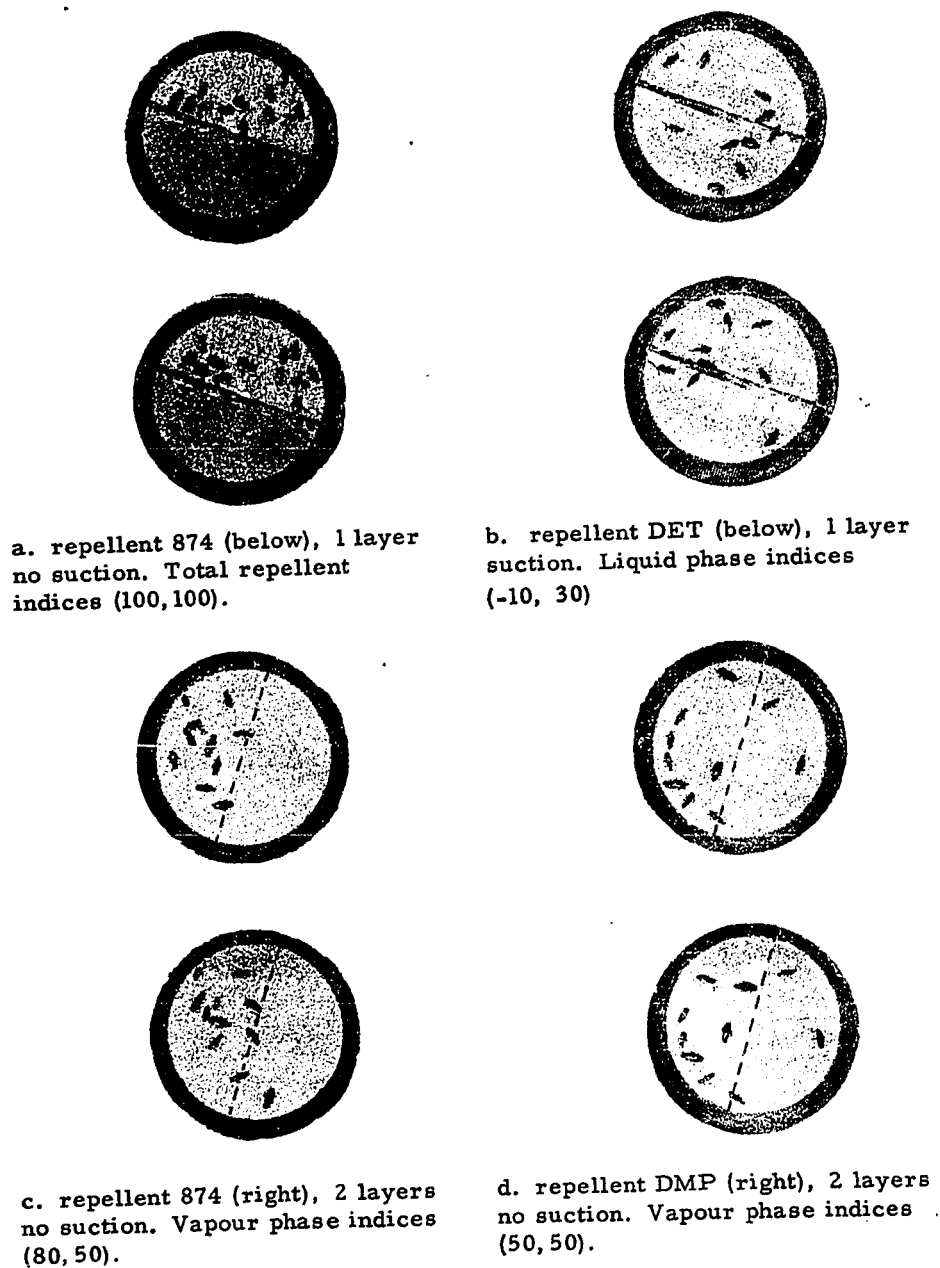 a. repellent 874 (below), 1 layer
no suction. Total repellent
indices (100,100).
b. repellent DET (below), 1 layer
suction. Liquid phase indices
(-10, 30)
c. repellent 874 (right), 2 layers
no suction. Vapour phase indices
(80, 50).
d. repellent DMP (right), 2 layers
no suction. Vapour phase indices
(50, 50).